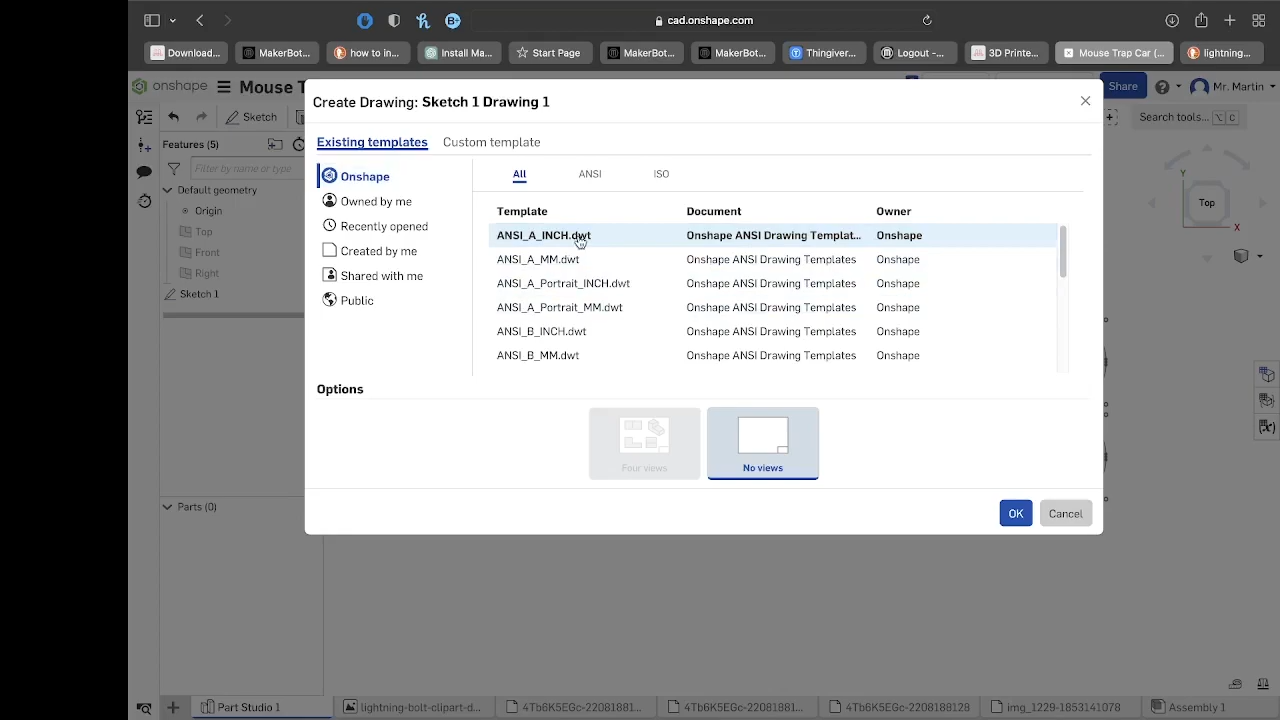 cad.onshape.com
Download...
MakerBot...
how to in...
Install Ma...
Start Page
MakerBot...
MakerBot...
Thingiver...
Logout -...
3D Printe...
Mouse Trap Car (...
lightning...
onshape
Mouse T
Share
Mr. Martin
Sketch
Search tools...
⌥ C
Features (5)
Filter by name or type
Default geometry
Origin
Top
Front
Right
Sketch 1
Parts (0)
Create Drawing: Sketch 1 Drawing 1
Existing templates
Custom template
Onshape
Owned by me
Recently opened
Created by me
Shared with me
Public
All
ANSI
ISO
Template Document Owner
ANSI_A_INCH.dwt Onshape ANSI Drawing Templat... Onshape
ANSI_A_MM.dwt Onshape ANSI Drawing Templates Onshape
ANSI_A_Portrait_INCH.dwt Onshape ANSI Drawing Templates Onshape
ANSI_A_Portrait_MM.dwt Onshape ANSI Drawing Templates Onshape
ANSI_B_INCH.dwt Onshape ANSI Drawing Templates Onshape
ANSI_B_MM.dwt Onshape ANSI Drawing Templates Onshape
Options
Four views
No views
OK
Cancel
Y
Top
X
Part Studio 1
lightning-bolt-clipart-d...
4Tb6K5EGc-22081881...
4Tb6K5EGc-22081881...
4Tb6K5EGc-2208188128
img_1229-1853141078
Assembly 1